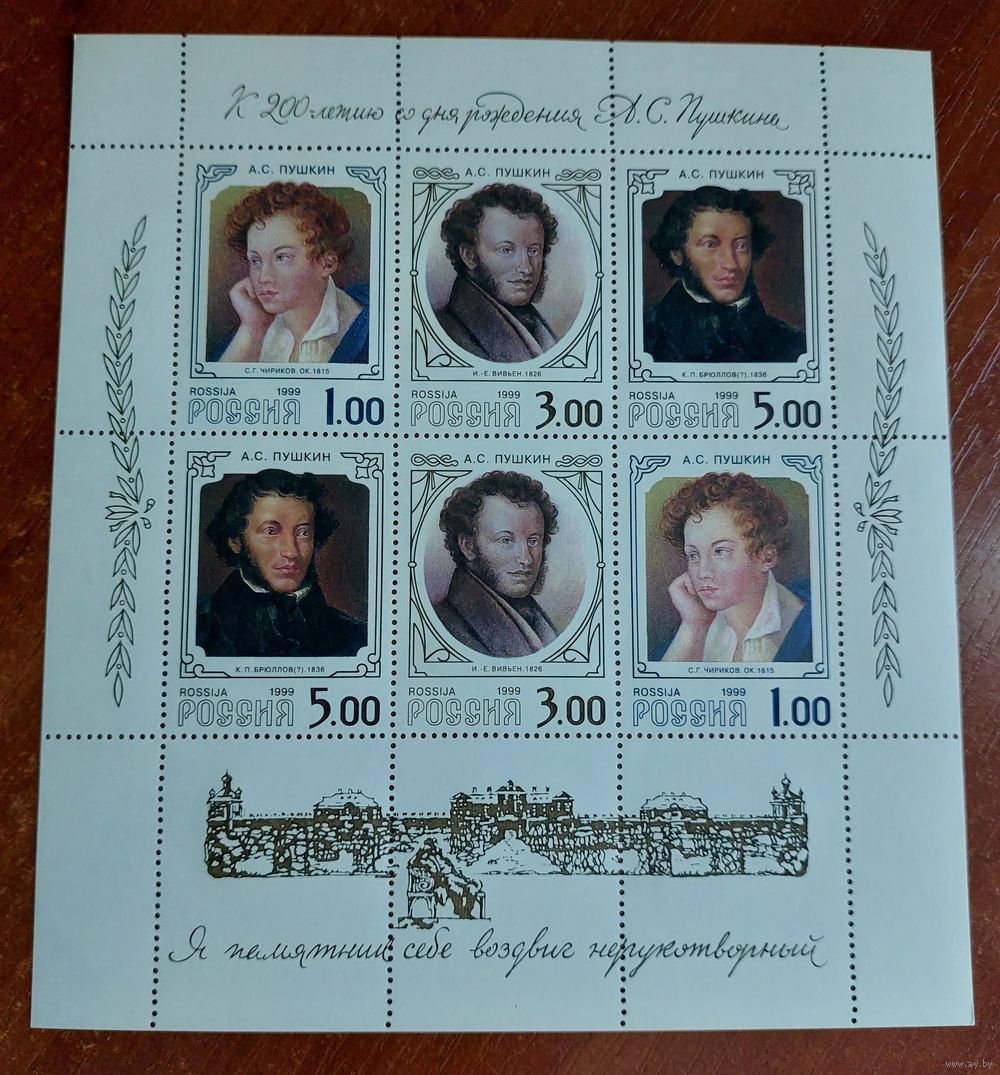 К 200-летию со дня рождения А.С. Пушкина
А.С. ПУШКИН
С.Г. ЧИРИКОВ. ОК. 1815
ROSSIJA 1999
РОССИЯ 1.00
А.С. ПУШКИН
И.-Е. ВИВЬЕН. 1826
ROSSIJA 1999
РОССИЯ 3.00
А.С. ПУШКИН
К.П. БРЮЛЛОВ(?). 1836
ROSSIJA 1999
РОССИЯ 5.00
А.С. ПУШКИН
К.П. БРЮЛЛОВ(?). 1836
ROSSIJA 1999
РОССИЯ 5.00
А.С. ПУШКИН
И.-Е. ВИВЬЕН. 1826
ROSSIJA 1999
РОССИЯ 3.00
А.С. ПУШКИН
С.Г. ЧИРИКОВ. ОК. 1815
ROSSIJA 1999
РОССИЯ 1.00
Я памятник себе воздвиг нерукотворный
www.ay.by